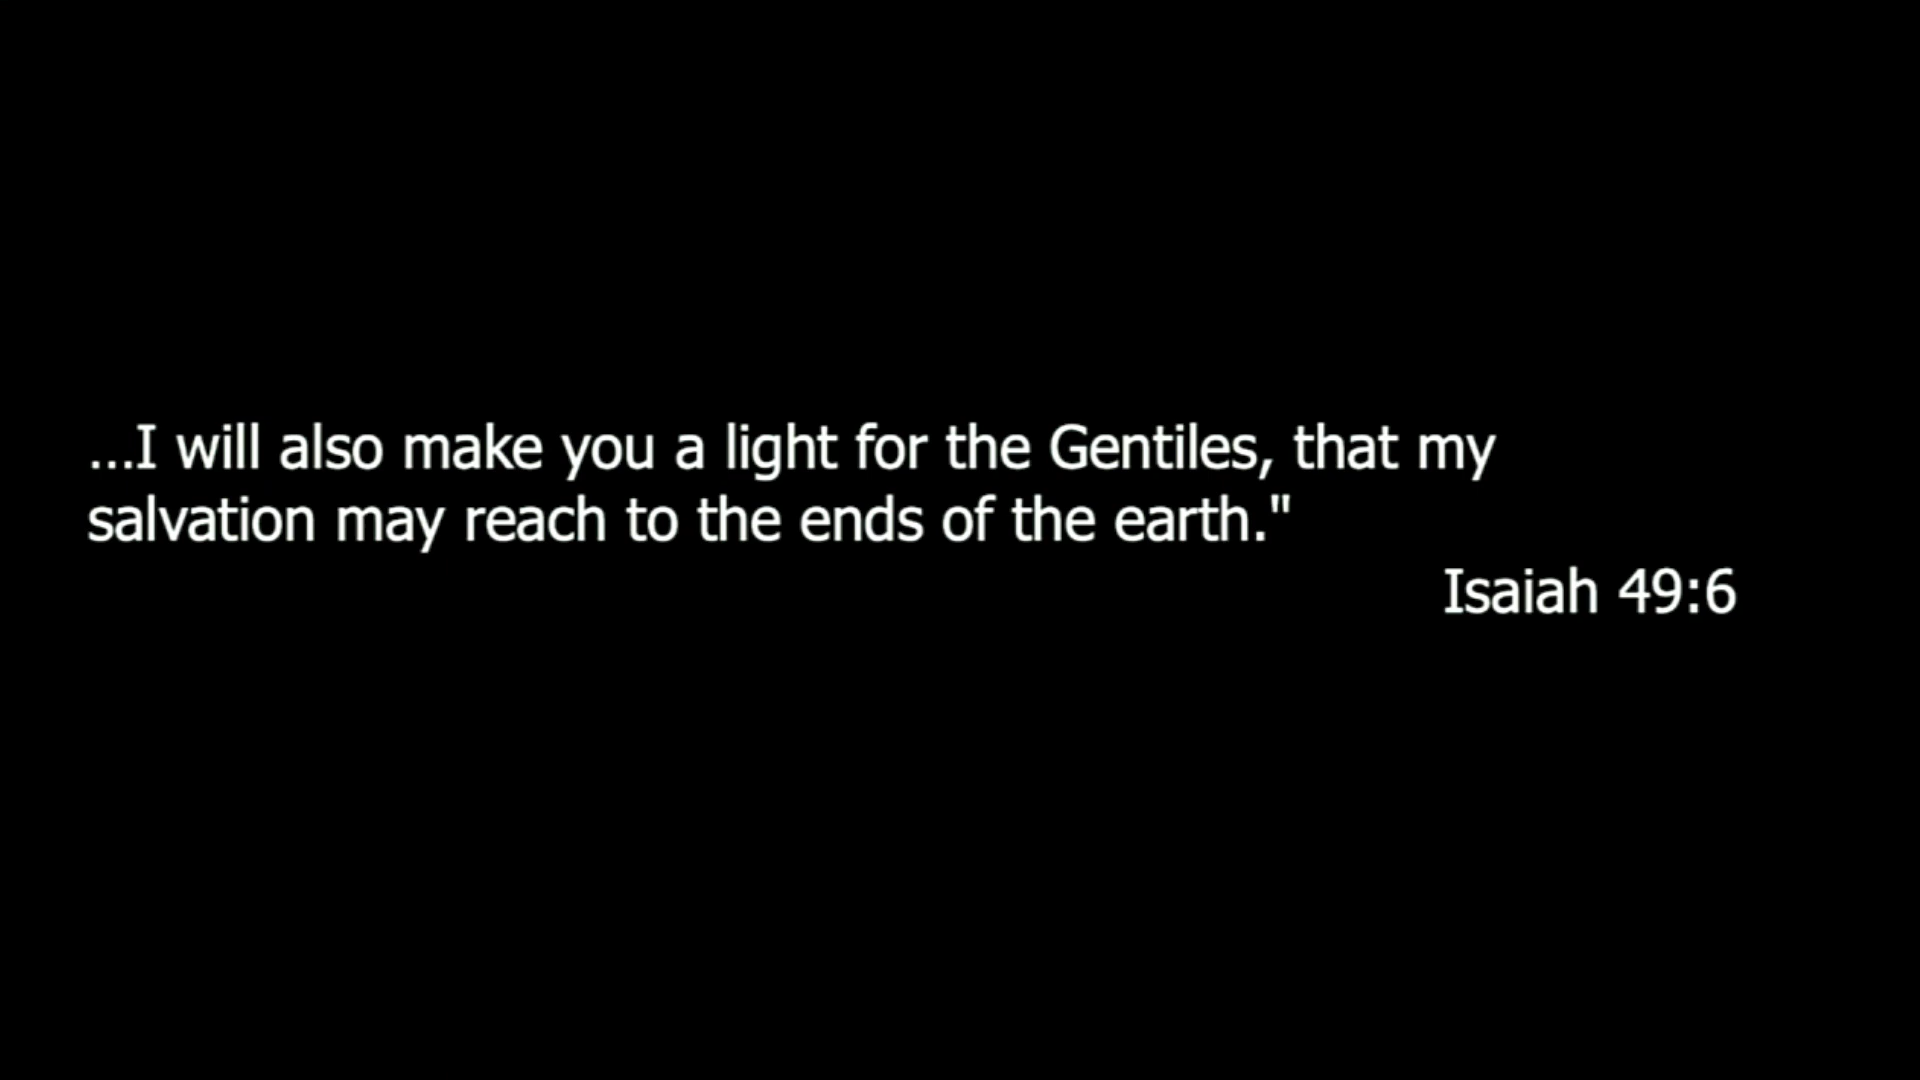 ...I will also make you a light for the Gentiles, that my
salvation may reach to the ends of the earth."
Isaiah 49:6